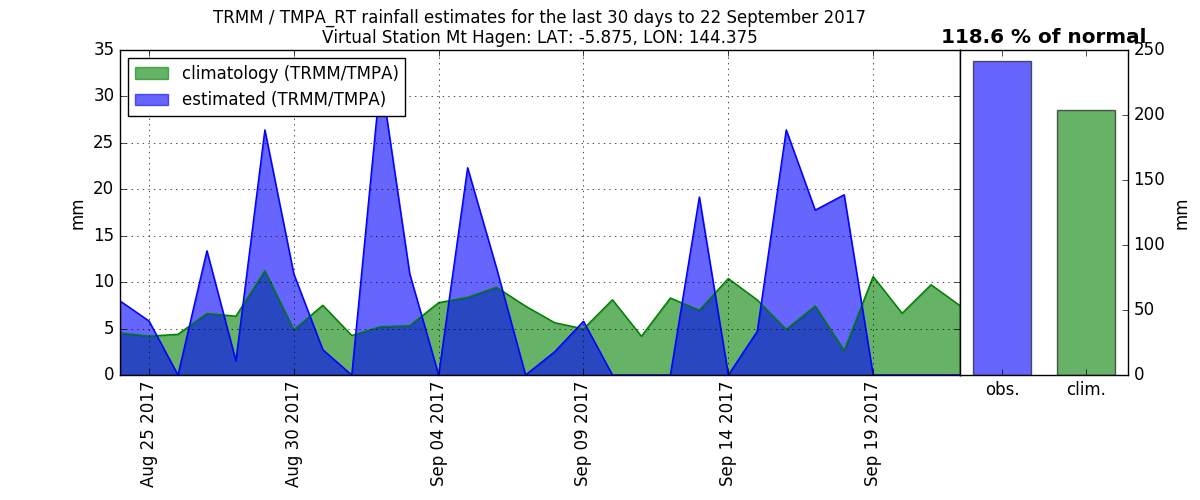 TRMM / TMPA_RT rainfall estimates for the last 30 days to 22 September 2017
Virtual Station Mt Hagen: LAT: -5.875, LON: 144.375
118.6 % of normal
climatology (TRMM/TMPA)
estimated (TRMM/TMPA)
35
30
25
20
15
10
5
0
mm
250
200
150
100
50
0
mm
obs. clim.
Aug 25 2017
Aug 30 2017
Sep 04 2017
Sep 09 2017
Sep 14 2017
Sep 19 2017